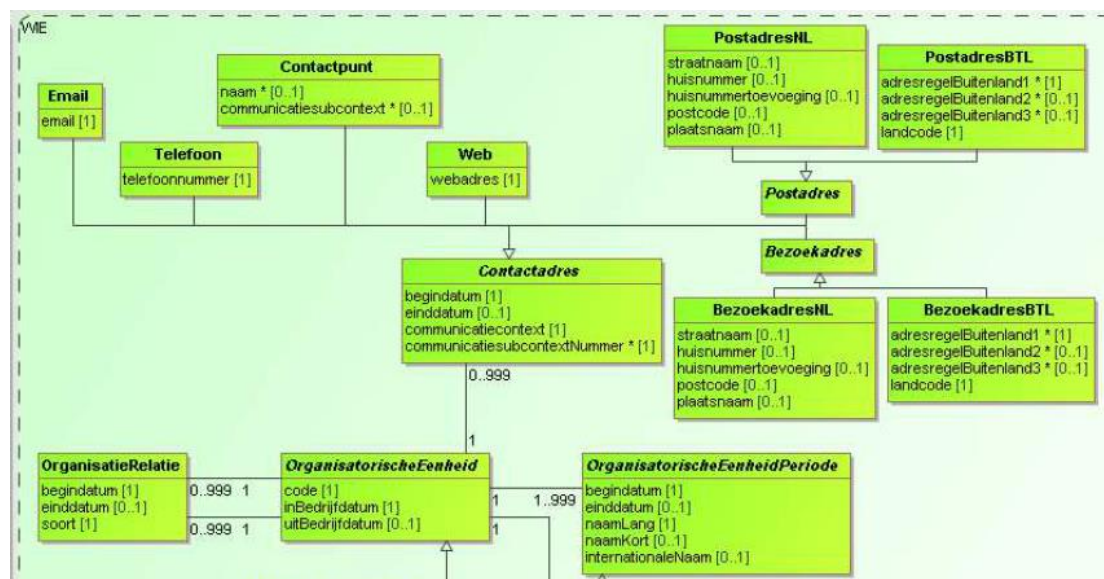 WIE
Email
email [1]
Contactpunt
naam * [0..1]
communicatiesubcontext * [0..1]
Telefoon
telefoonnummer [1]
Web
webadres [1]
PostadresNL
straatnaam [0..1]
huisnummer [0..1]
huisnummertoevoeging [0..1]
postcode [0..1]
plaatsnaam [0..1]
PostadresBTL
adresregelBuitenland1 * [1]
adresregelBuitenland2 * [0..1]
adresregelBuitenland3 * [0..1]
landcode [1]
Postadres
Bezoekadres
Contactadres
begindatum [1]
einddatum [0..1]
communicatiecontext [1]
communicatiesubcontextNummer * [1]
BezoekadresNL
straatnaam [0..1]
huisnummer [0..1]
huisnummertoevoeging [0..1]
postcode [0..1]
plaatsnaam [0..1]
BezoekadresBTL
adresregelBuitenland1 * [1]
adresregelBuitenland2 * [0..1]
adresregelBuitenland3 * [0..1]
landcode [1]
0..999
1
OrganisatieRelatie
begindatum [1]
einddatum [0..1]
soort [1]
0..999 1
0..999 1
OrganisatorischeEenheid
code [1]
inBedrijfdatum [1]
uitBedrijfdatum [0..1]
1 1..999
1
OrganisatorischeEenheidPeriode
begindatum [1]
einddatum [0..1]
naamLang [1]
naamKort [0..1]
internationaleNaam [0..1]